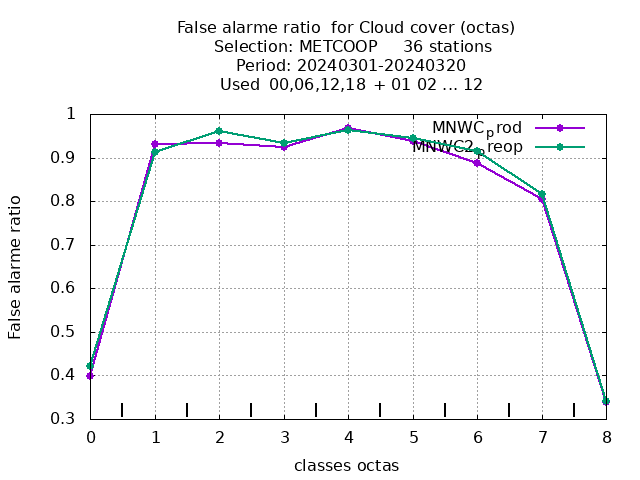 False alarme ratio  for Cloud cover (octas)
Selection: METCOOP     36 stations
Period: 20240301-20240320
Used  00,06,12,18  + 01 02 ... 12
MNWCprod
MNWC2preop
1
0.9
0.8
0.7
0.6
0.5
0.4
0.3
False alarme ratio
0 1 2 3 4 5 6 7 8
classes octas